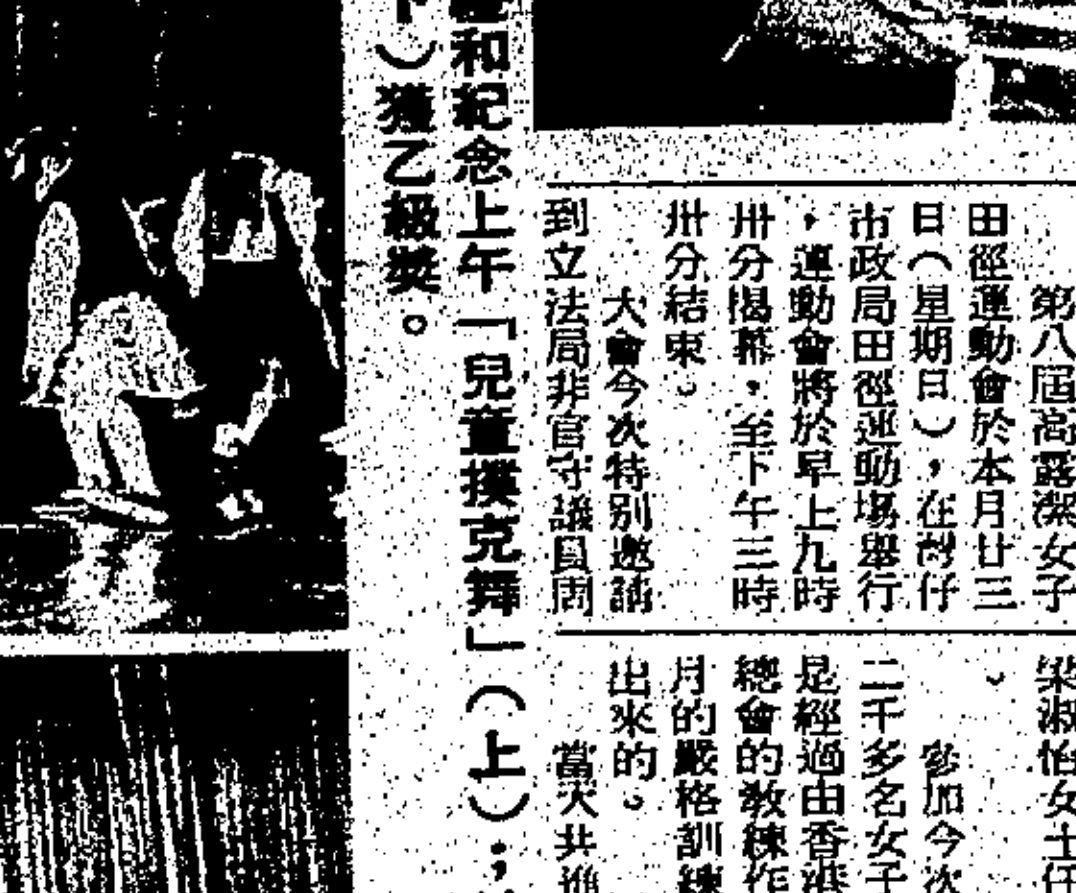 第八屆高露潔女子
田徑運動會於本月廿三
日（星期日），在灣仔
市政局田徑運動場舉行
，運動會將於早上九時
卅分揭幕，至下午三時
卅分結束。
大會今次特別邀請
到立法局非官守議員周
梁淑怡女士任
。
參加今次
二千多名女子
是經過由香港
總會的教練作
月的嚴格訓練
出來的。
當天共進
和紀念上午「兒童撲克舞」（上）；
下）獲乙級獎。